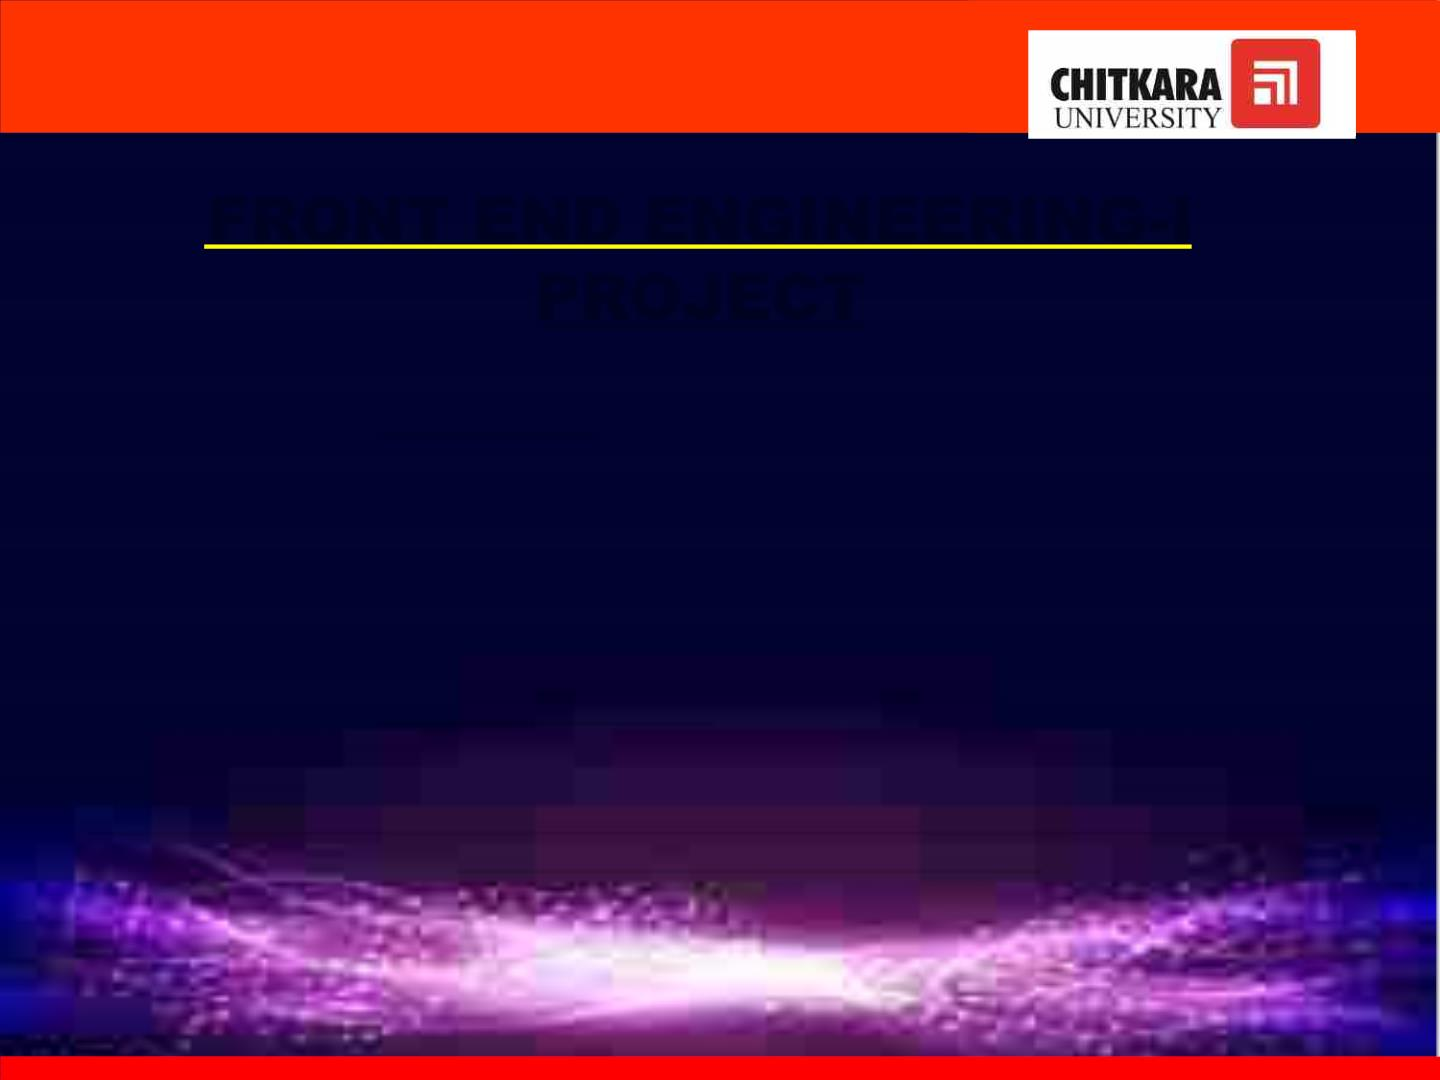 CHITKARA
UNIVERSITY
FRONT END ENGINEERING-I
PROJECT